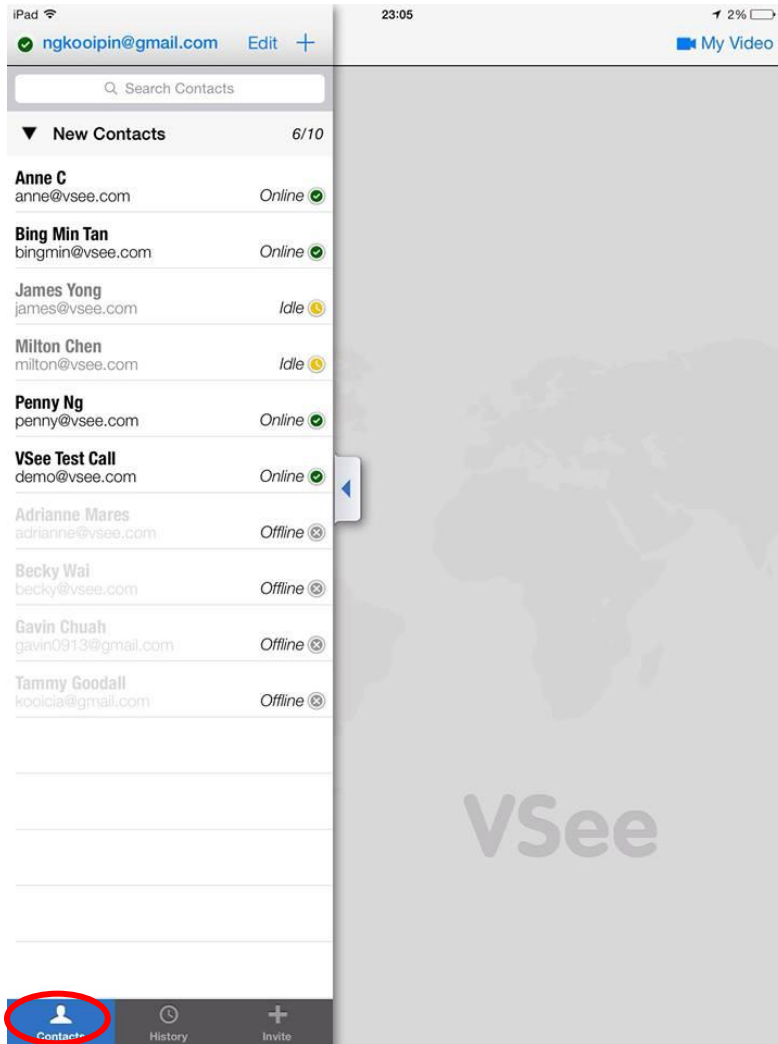 iPad 23:05 2%
ngkooipin@gmail.com Edit + My Video
Search Contacts
▼ New Contacts 6/10
Anne C
anne@vsee.com Online
Bing Min Tan
bingmin@vsee.com Online
James Yong
james@vsee.com Idle
Milton Chen
milton@vsee.com Idle
Penny Ng
penny@vsee.com Online
VSee Test Call
demo@vsee.com Online
Adrianne Mares
adrianne@vsee.com Offline
Becky Wai
becky@vsee.com Offline
Gavin Chuah
gavin0913@gmail.com Offline
Tammy Goodall
kooicia@gmail.com Offline
VSee
Contacts History Invite